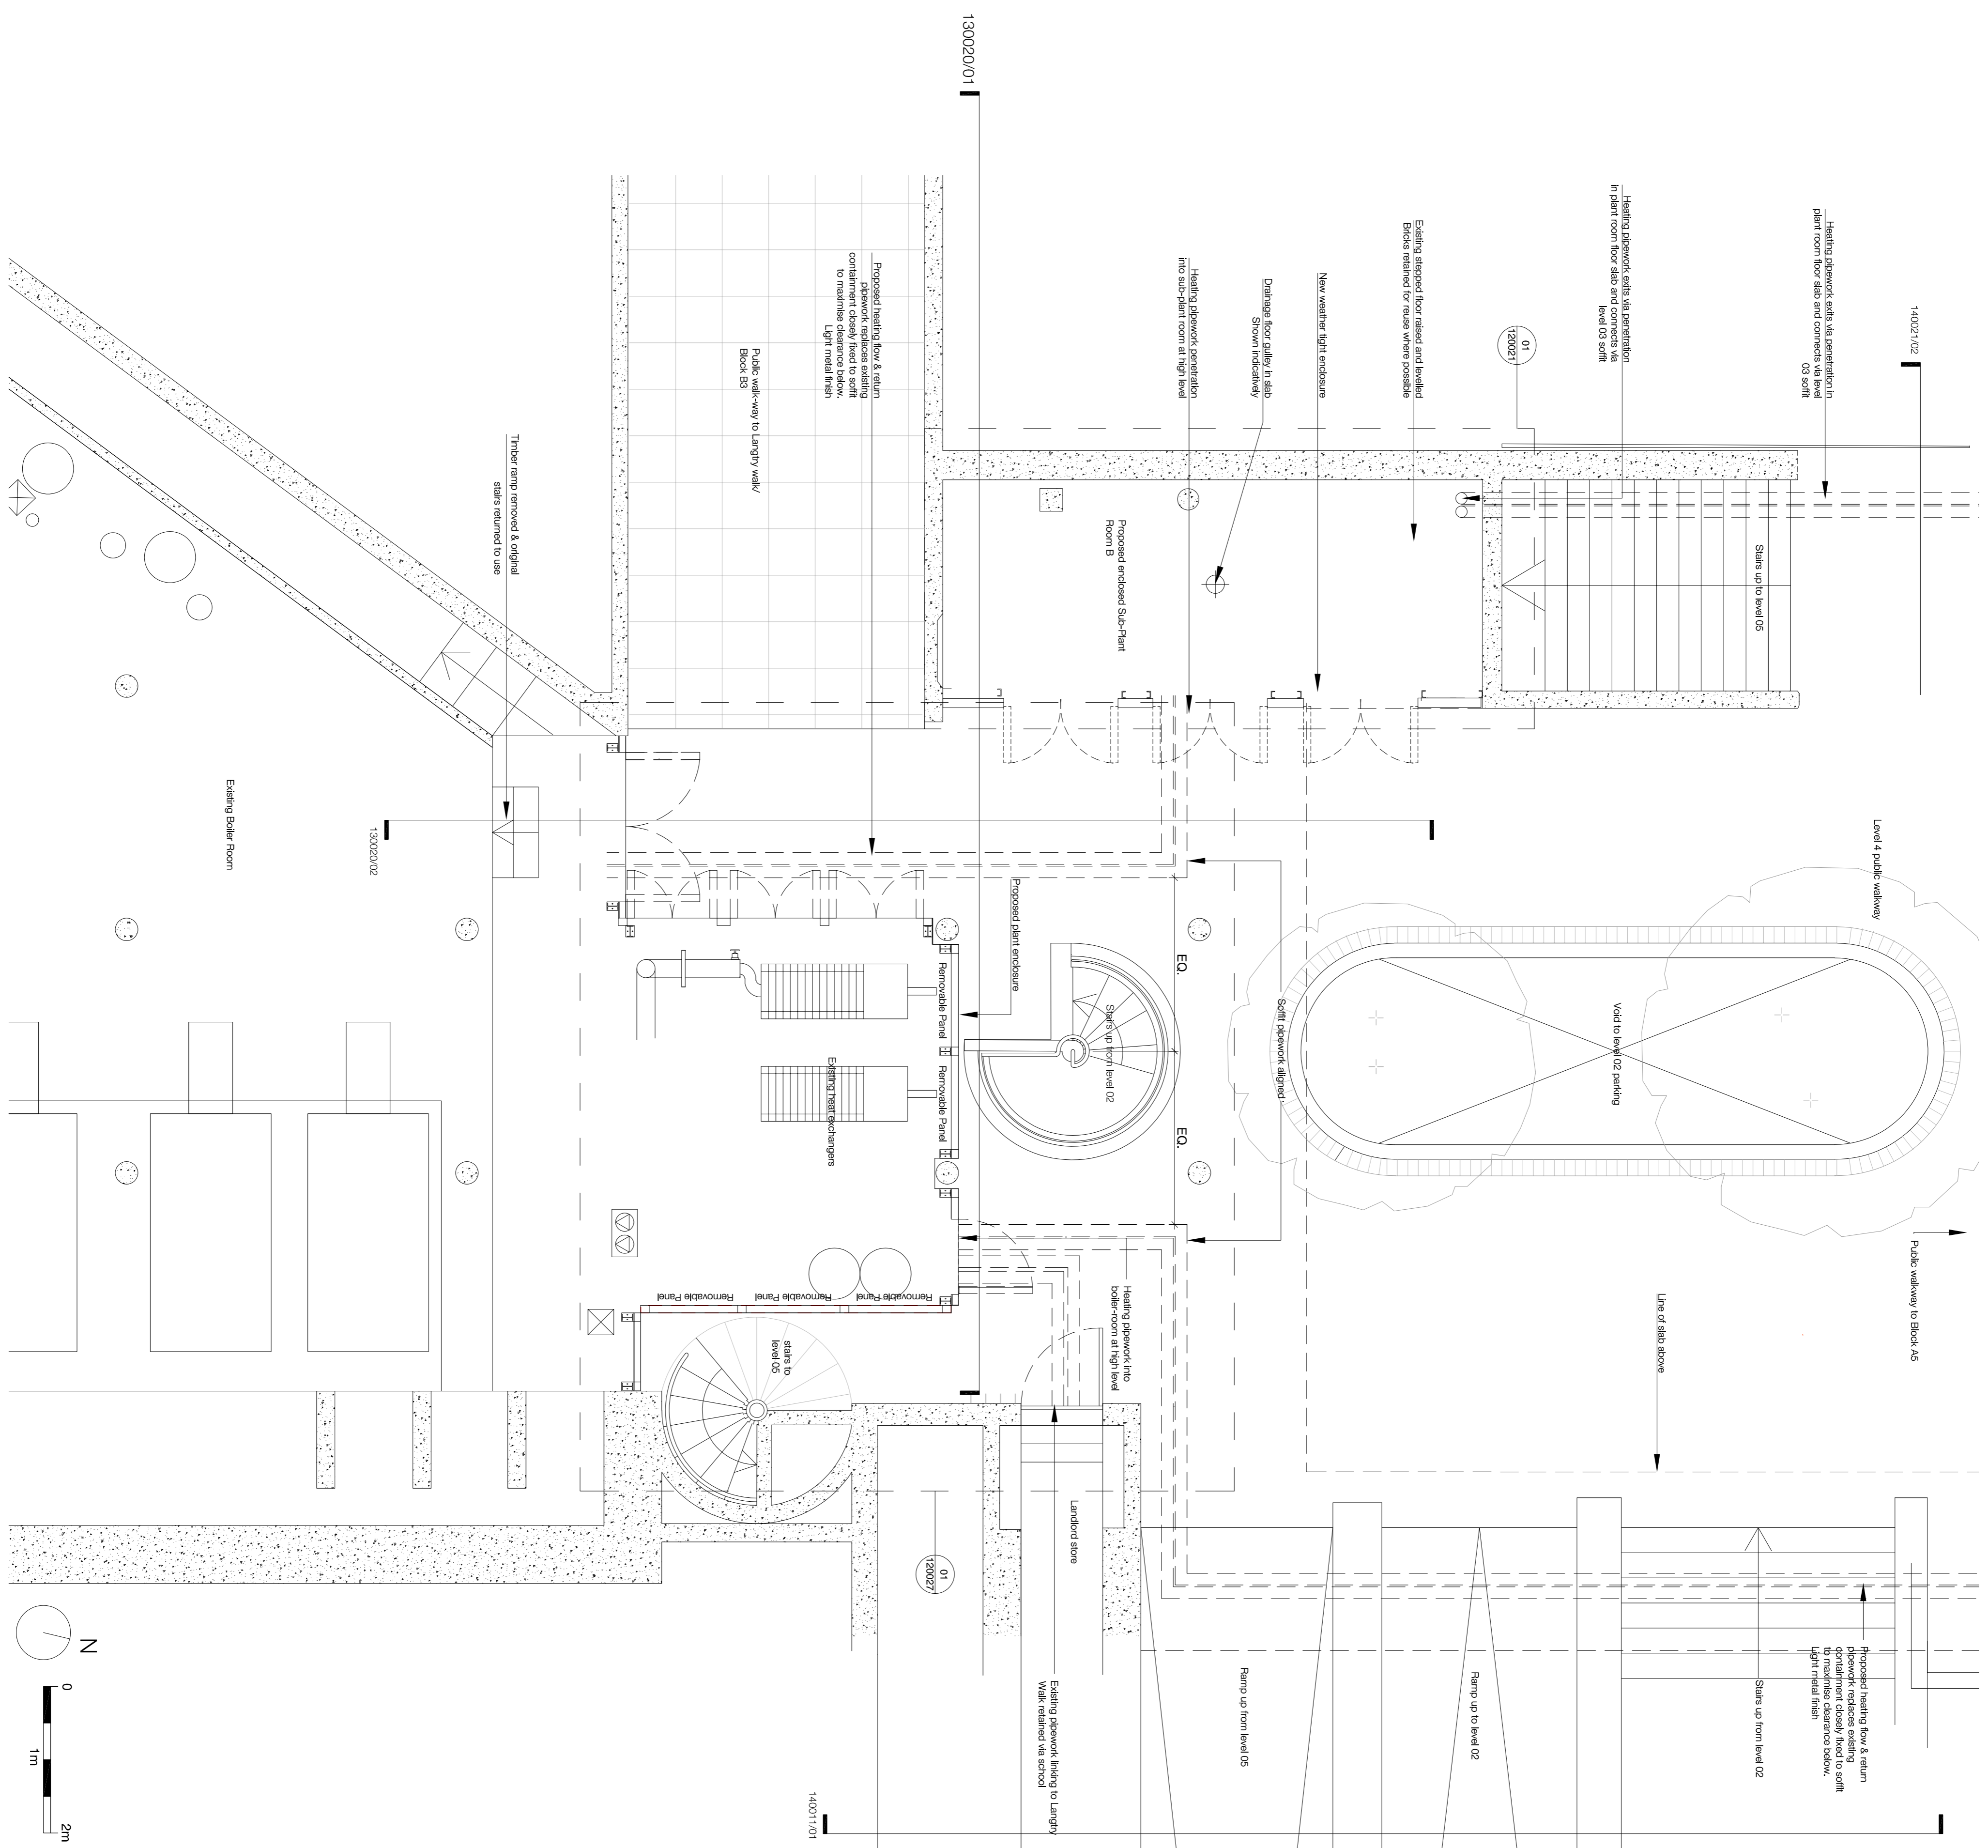 130020/01
140021/02
Heating pipework exits via penetration in
plant room floor slab and connects via level
03 soffit
Heating pipework exits via penetration
in plant room floor slab and connects via
level 03 soffit
01
120021
Existing stepped floor raised and levelled
Bricks retained for reuse where possible
New weather tight enclosure
Drainage floor gulley in slab
Shown indicatively
Heating pipework penetration
into sub-plant room at high level
Proposed heating flow & return
pipework replaces existing
containment closely fixed to soffit
to maximise clearance below.
Light metal finish
Public walk-way to Langtry walk/
Block B3
Timber ramp removed & original
stairs returned to use
Proposed enclosed Sub-Plant
Room B
Stairs up to level 05
Existing Boiler Room
130020/02
Level 4 public walkway
Proposed plant enclosure
EQ.
Removable Panel
Stairs up from level 02
Soffit pipework aligned
Void to level 02 parking
Existing heat exchangers
Removable Panel
EQ.
Public walkway to Block A5
Line of slab above
Heating pipework into
boiler-room at high level
Removable Panel
Removable Panel
Removable Panel
stairs to
level 05
Landlord store
01
120027
Existing pipework linking to Langtry
Walk retained via school
Ramp up from level 05
Ramp up to level 02
Stairs up from level 02
Proposed heating flow & return
pipework replaces existing
containment closely fixed to soffit
to maximise clearance below.
Light metal finish
140011/01
N
0
1m
2m